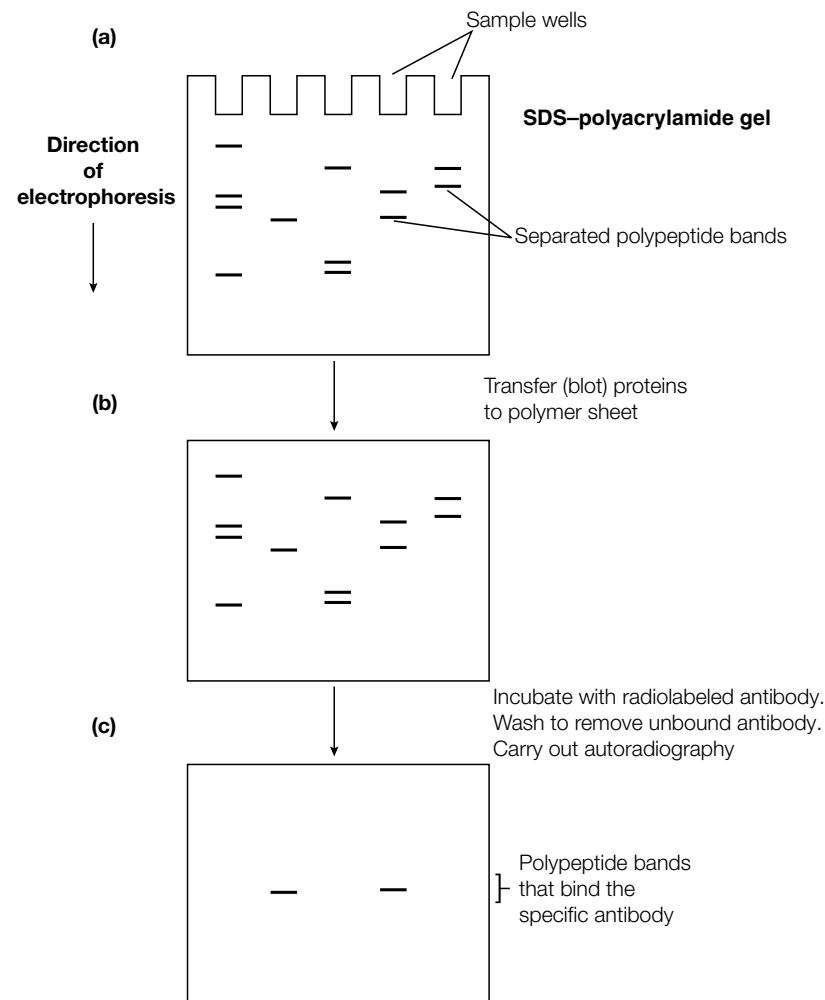 (a)
Sample wells
SDS–polyacrylamide gel
Direction
of
electrophoresis
Separated polypeptide bands
(b)
Transfer (blot) proteins
to polymer sheet
(c)
Incubate with radiolabeled antibody.
Wash to remove unbound antibody.
Carry out autoradiography
Polypeptide bands
that bind the
specific antibody